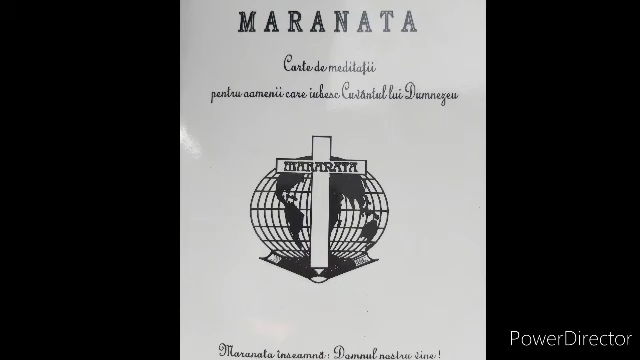 MARANATA
Carte de meditații
pentru oamenii care iubesc Cuvântul lui Dumnezeu
MARANATA
Maranata înseamnă: Domnul nostru vine!
PowerDirector